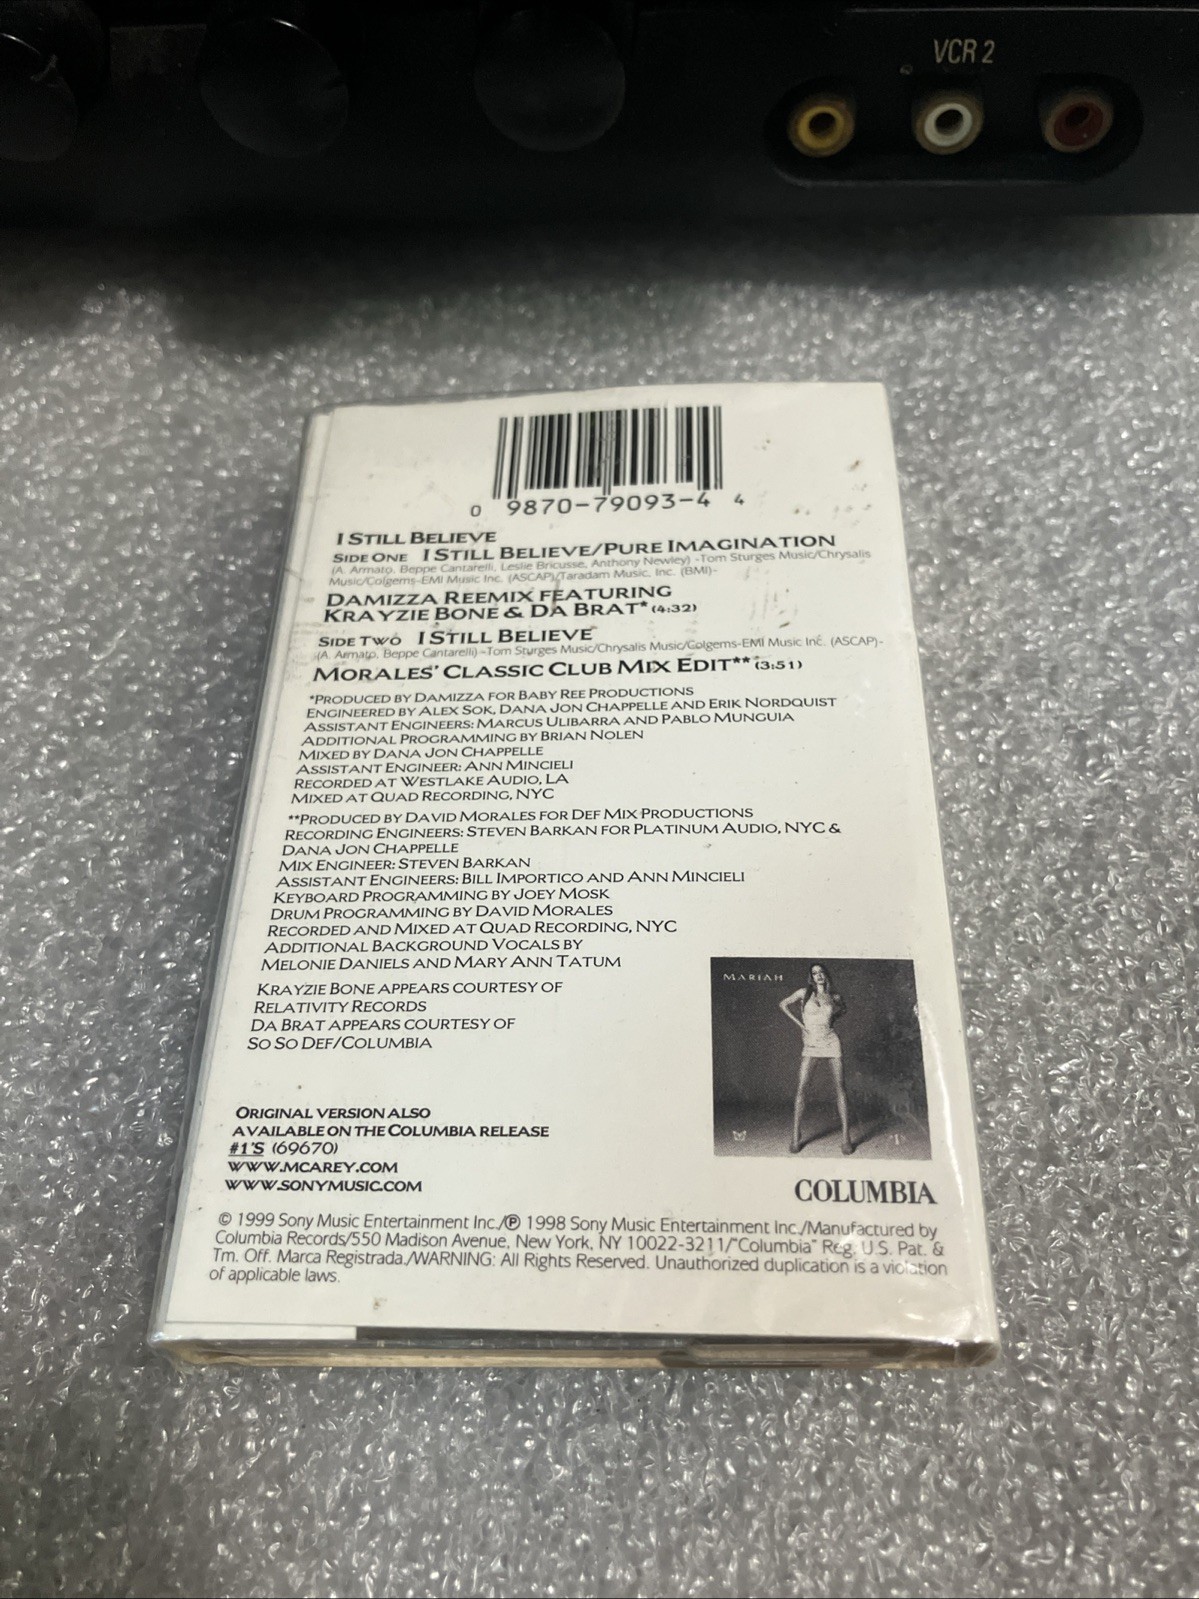 VCR 2
0 9870-79093-4 4
I STILL BELIEVE
SIDE ONE I STILL BELIEVE/PURE IMAGINATION
(A. Armato, Beppe Cantarelli, Leslie Bricusse, Anthony Newley) -Tom Sturges Music/Chrysalis
Music/Colgems-EMI Music Inc. (ASCAP)/Taradam Music, Inc. (BMI)-
DAMIZZA REEMIX FEATURING
KRAYZIE BONE & DA BRAT* (4:32)
SIDE TWO I STILL BELIEVE
(A. Armato, Beppe Cantarelli) -Tom Sturges Music/Chrysalis Music/Colgems-EMI Music Inc. (ASCAP)-
MORALES' CLASSIC CLUB MIX EDIT** (3:51)
*PRODUCED BY DAMIZZA FOR BABY REE PRODUCTIONS
ENGINEERED BY ALEX SOK, DANA JON CHAPPELLE AND ERIK NORDQUIST
ASSISTANT ENGINEERS: MARCUS ULIBARRA AND PABLO MUNGUIA
ADDITIONAL PROGRAMMING BY BRIAN NOLEN
MIXED BY DANA JON CHAPPELLE
ASSISTANT ENGINEER: ANN MINCIELI
RECORDED AT WESTLAKE AUDIO, LA
MIXED AT QUAD RECORDING, NYC
**PRODUCED BY DAVID MORALES FOR DEF MIX PRODUCTIONS
RECORDING ENGINEERS: STEVEN BARKAN FOR PLATINUM AUDIO, NYC &
DANA JON CHAPPELLE
MIX ENGINEER: STEVEN BARKAN
ASSISTANT ENGINEERS: BILL IMPORTICO AND ANN MINCIELI
KEYBOARD PROGRAMMING BY JOEY MOSK
DRUM PROGRAMMING BY DAVID MORALES
RECORDED AND MIXED AT QUAD RECORDING, NYC
ADDITIONAL BACKGROUND VOCALS BY
MELONIE DANIELS AND MARY ANN TATUM
KRAYZIE BONE APPEARS COURTESY OF
RELATIVITY RECORDS
DA BRAT APPEARS COURTESY OF
SO SO DEF/COLUMBIA
MARIAH
#1's
ORIGINAL VERSION ALSO
AVAILABLE ON THE COLUMBIA RELEASE
#1'S (69670)
WWW.MCAREY.COM
WWW.SONYMUSIC.COM
COLUMBIA
© 1999 Sony Music Entertainment Inc./℗ 1998 Sony Music Entertainment Inc./Manufactured by
Columbia Records/550 Madison Avenue, New York, NY 10022-3211/"Columbia" Reg. U.S. Pat. &
Tm. Off. Marca Registrada./WARNING: All Rights Reserved. Unauthorized duplication is a violation
of applicable laws.